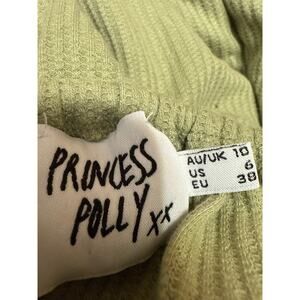 PRINCESS
POLLY xx
AU/UK 10
US 6
EU 38